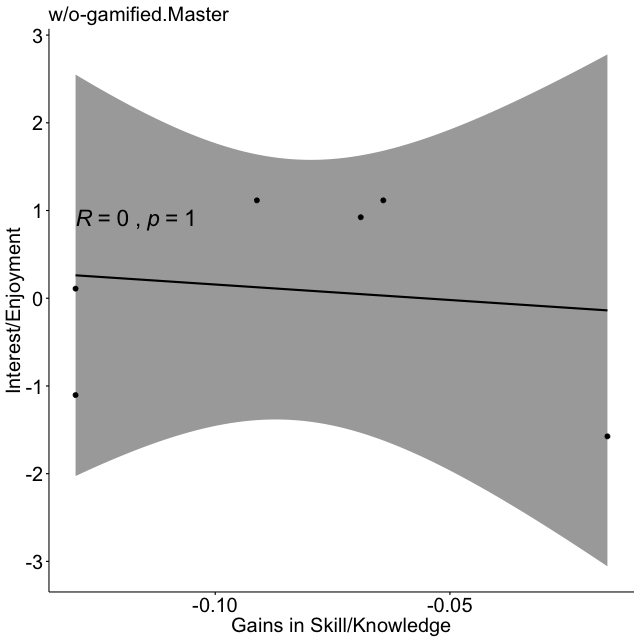 w/o-gamified.Master
3
2
1
R = 0 , p = 1
0
-1
-2
-3
Interest/Enjoyment
-0.10
-0.05
Gains in Skill/Knowledge